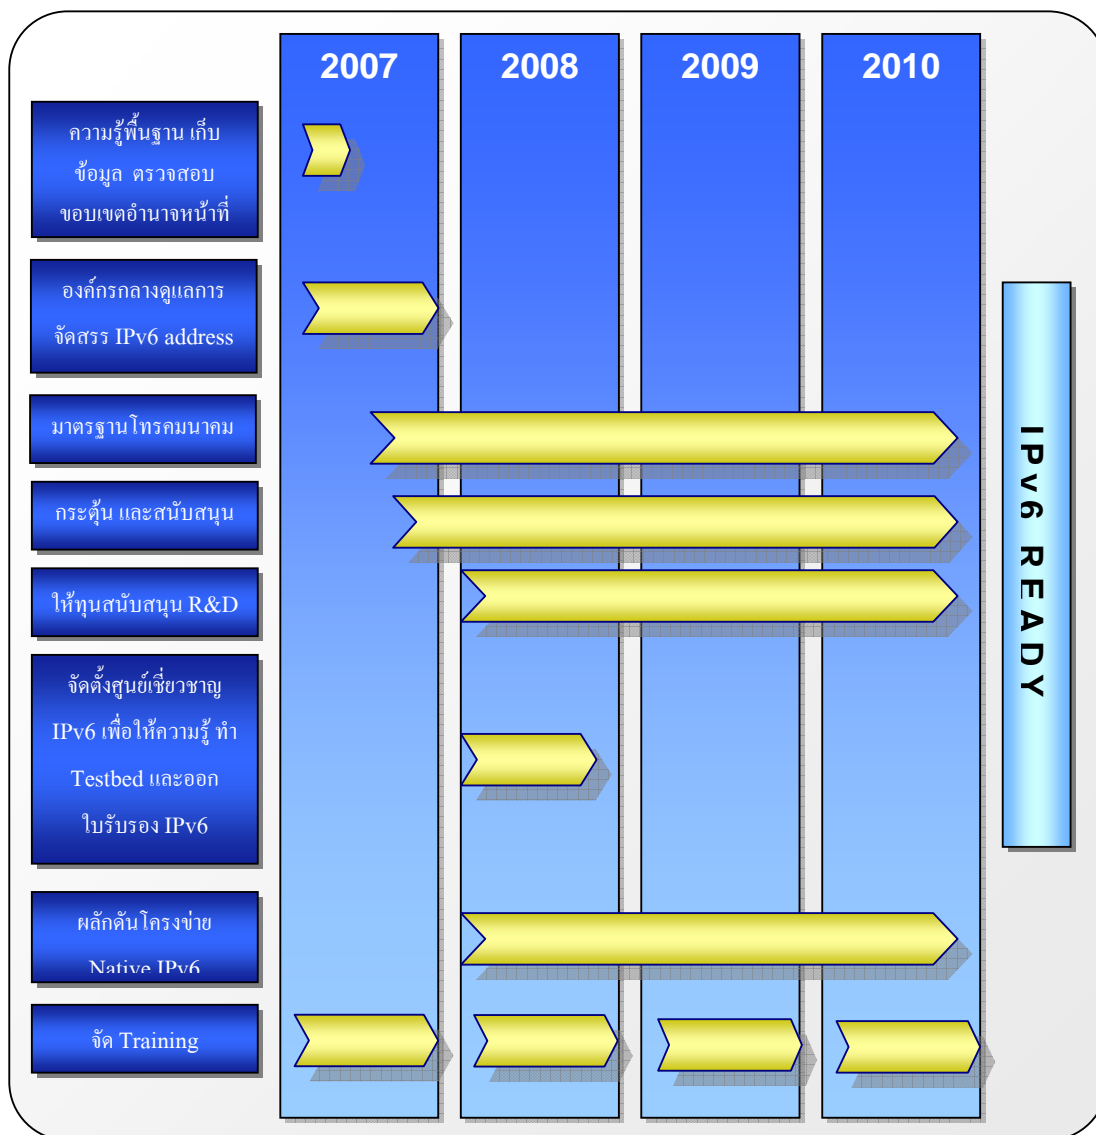 2007
2008
2009
2010
ความรู้พื้นฐาน เก็บ
ข้อมูล ตรวจสอบ
ขอบเขตอำนาจหน้าที่
องค์กรกลางดูแลการ
จัดสรร IPv6 address
มาตรฐานโทรคมนาคม
กระตุ้น และสนับสนุน
ให้ทุนสนับสนุน R&D
จัดตั้งศูนย์เชี่ยวชาญ
IPv6 เพื่อให้ความรู้ ทำ
Testbed และออก
ใบรับรอง IPv6
ผลักดันโครงข่าย
Native IPv6
จัด Training
IPv6 READY